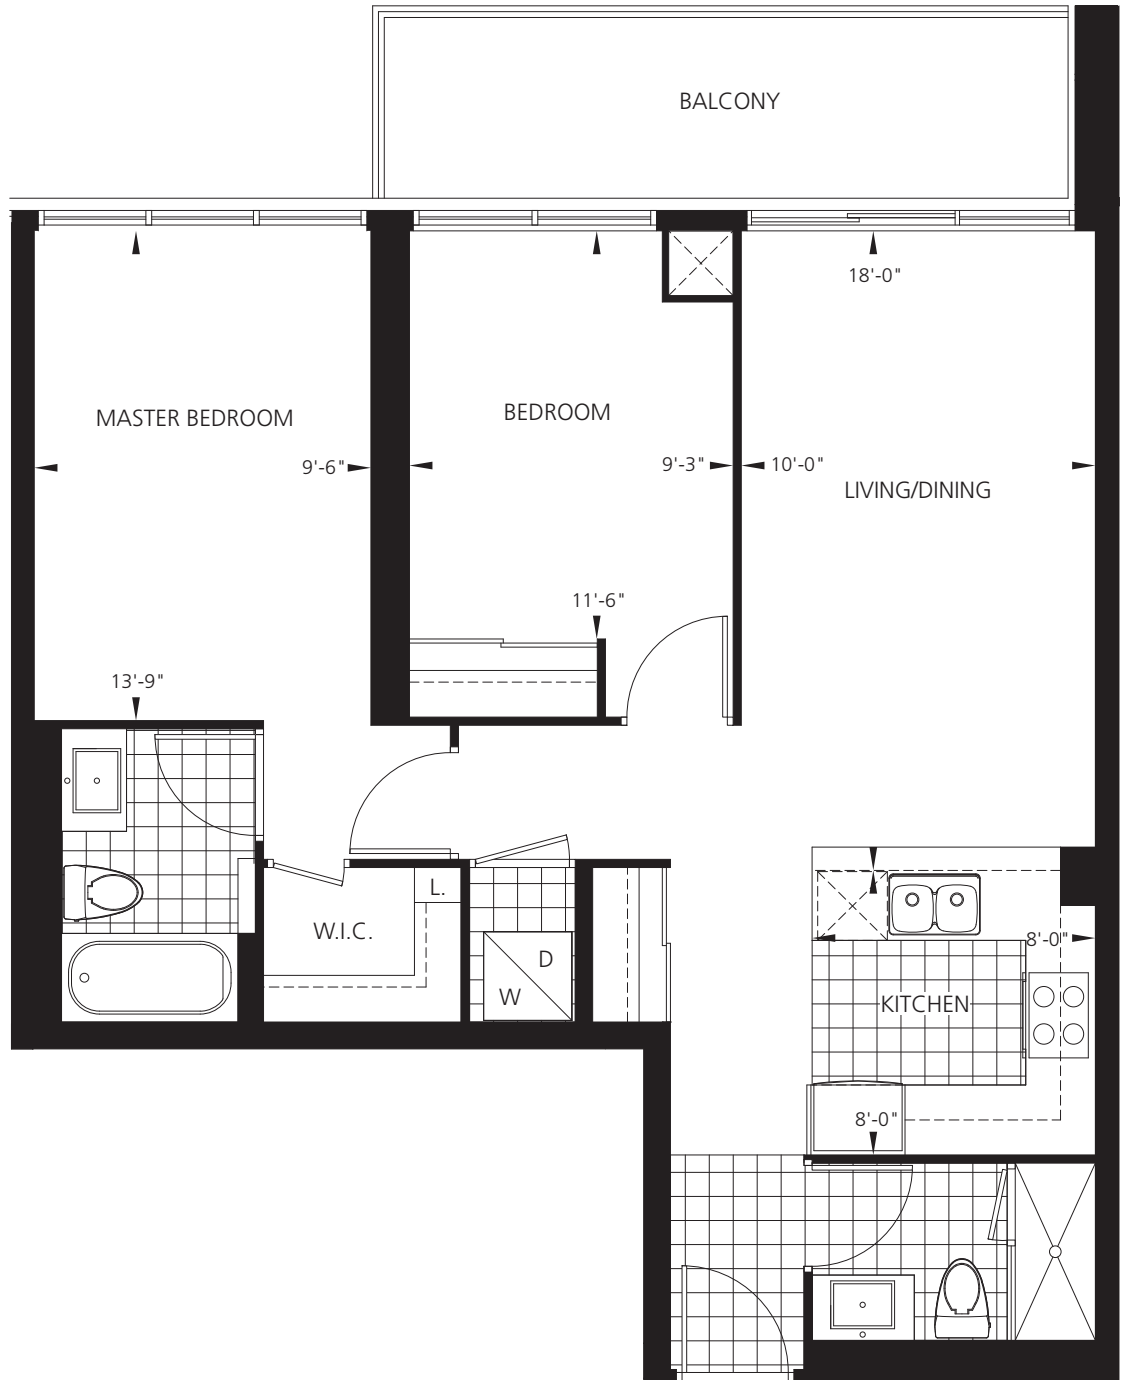 BALCONY
18'-0"
MASTER BEDROOM
BEDROOM
9'-6"
9'-3"
10'-0"
LIVING/DINING
11'-6"
13'-9"
L.
W.I.C.
D
W
8'-0"
KITCHEN
8'-0"